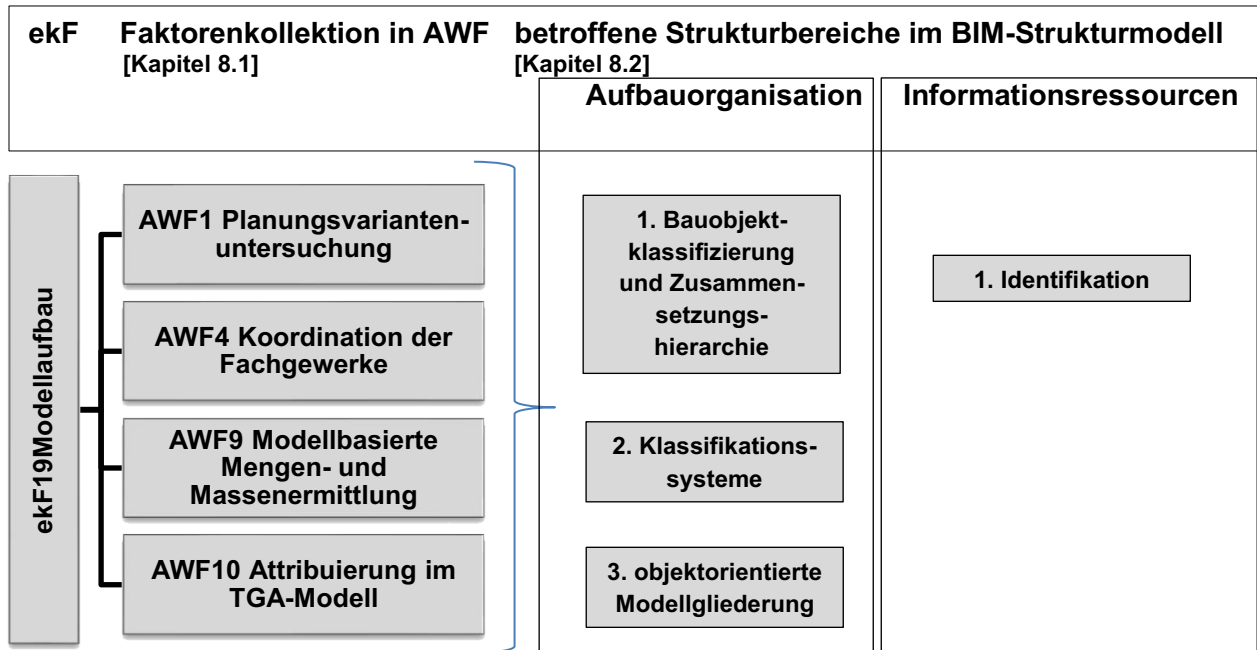 ekF Faktorenkollektion in AWF betroffene Strukturbereiche im BIM-Strukturmodell
[Kapitel 8.1] [Kapitel 8.2]
Aufbauorganisation Informationsressourcen
ekF19Modellaufbau
AWF1 Planungsvarianten-
untersuchung
AWF4 Koordination der
Fachgewerke
AWF9 Modellbasierte
Mengen- und
Massenermittlung
AWF10 Attribuierung im
TGA-Modell
1. Bauobjekt-
klassifizierung
und Zusammen-
setzungs-
hierarchie
2. Klassifikations-
systeme
3. objektorientierte
Modellgliederung
1. Identifikation